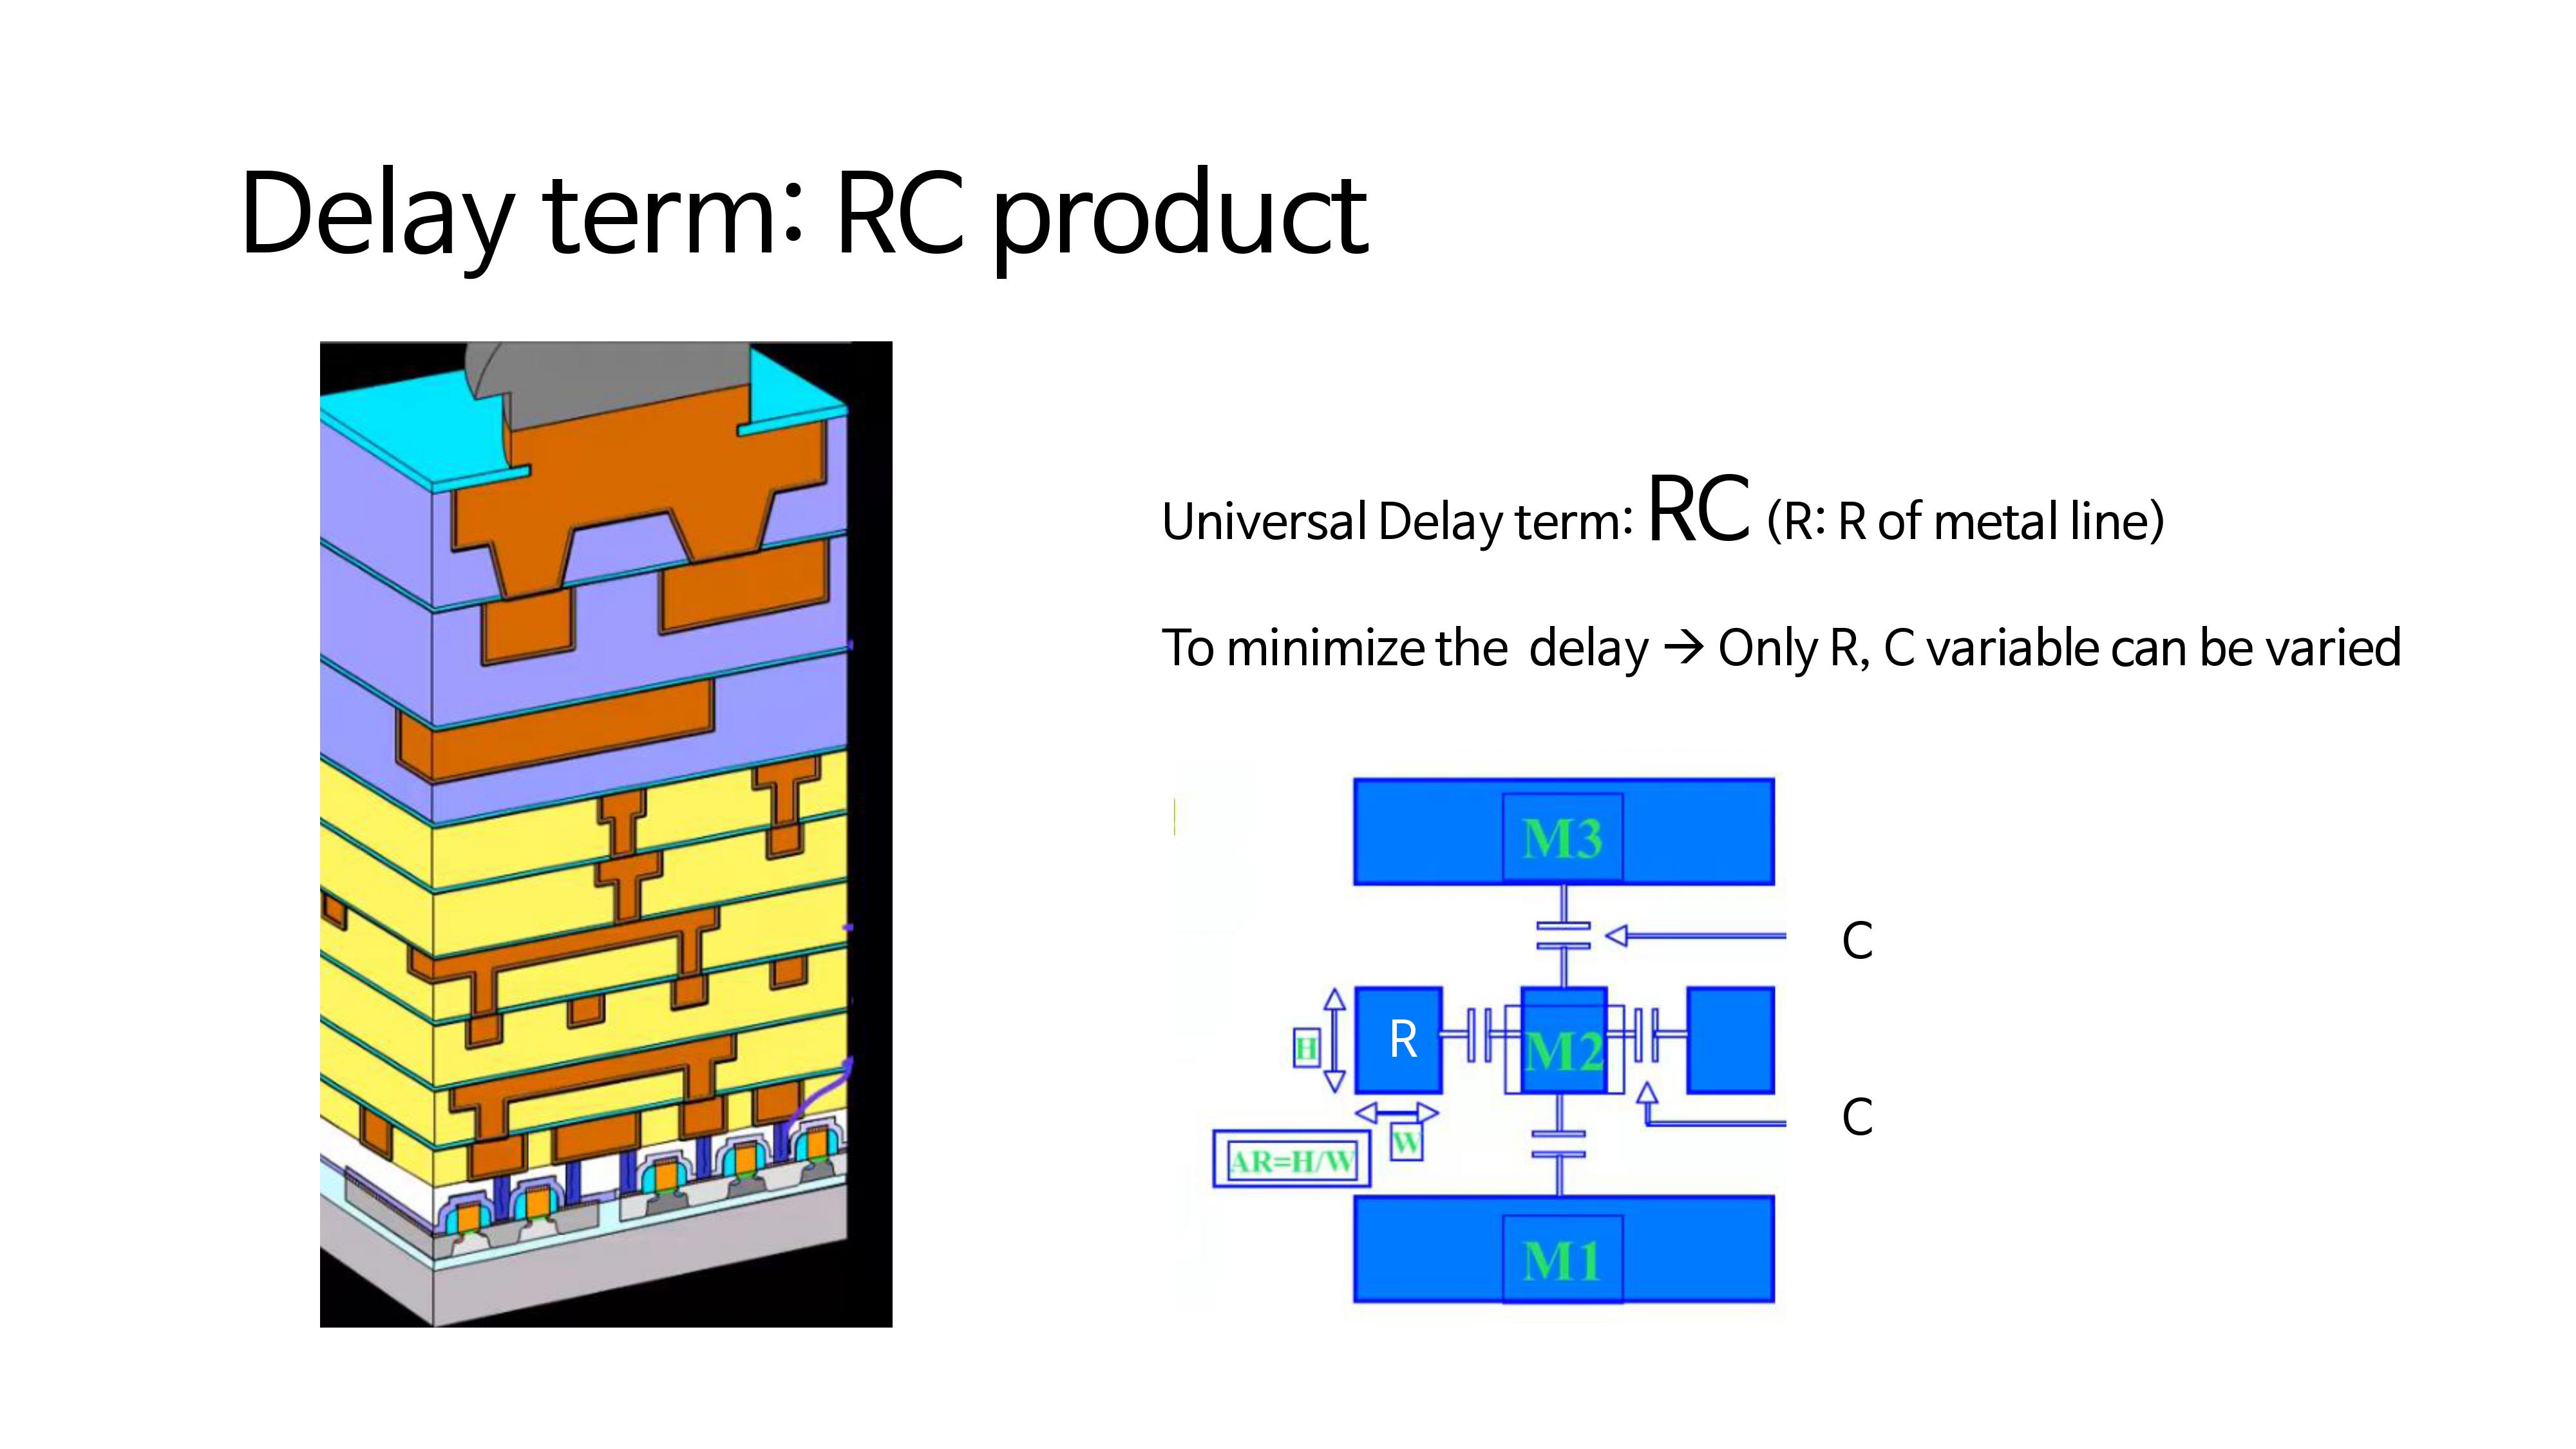 Delay term: RC product
Universal Delay term: RC (R: R of metal line)
To minimize the delay → Only R, C variable can be varied
M3
C
H
R
M2
W
AR=H/W
C
M1